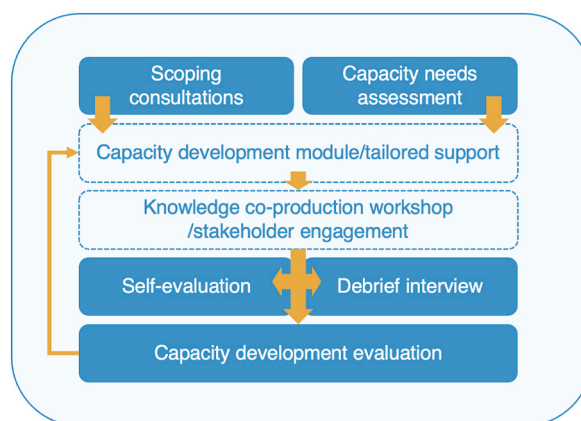 Scoping
consultations
Capacity needs
assessment
Capacity development module/tailored support
Knowledge co-production workshop
/stakeholder engagement
Self-evaluation
Debrief interview
Capacity development evaluation